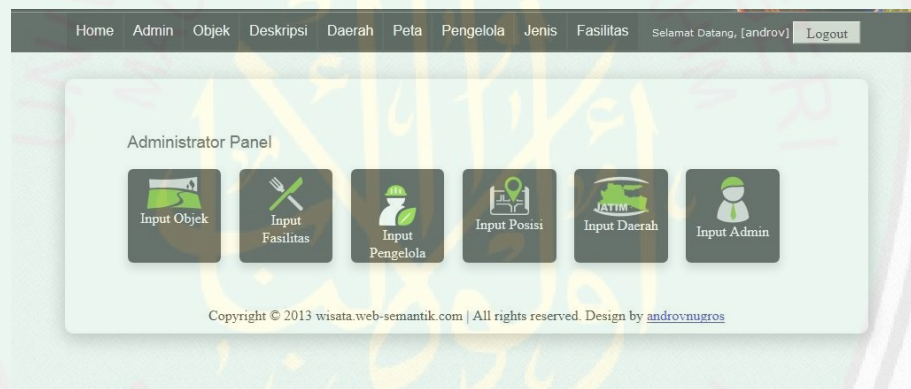 Home Admin Objek Deskripsi Daerah Peta Pengelola Jenis Fasilitas Selamat Datang, [androv] Logout
Administrator Panel
Input Objek
Input
Fasilitas
Input
Pengelola
Input Posisi
JATIM
Input Daerah
Input Admin
Copyright © 2013 wisata.web-semantik.com | All rights reserved. Design by androvnugros